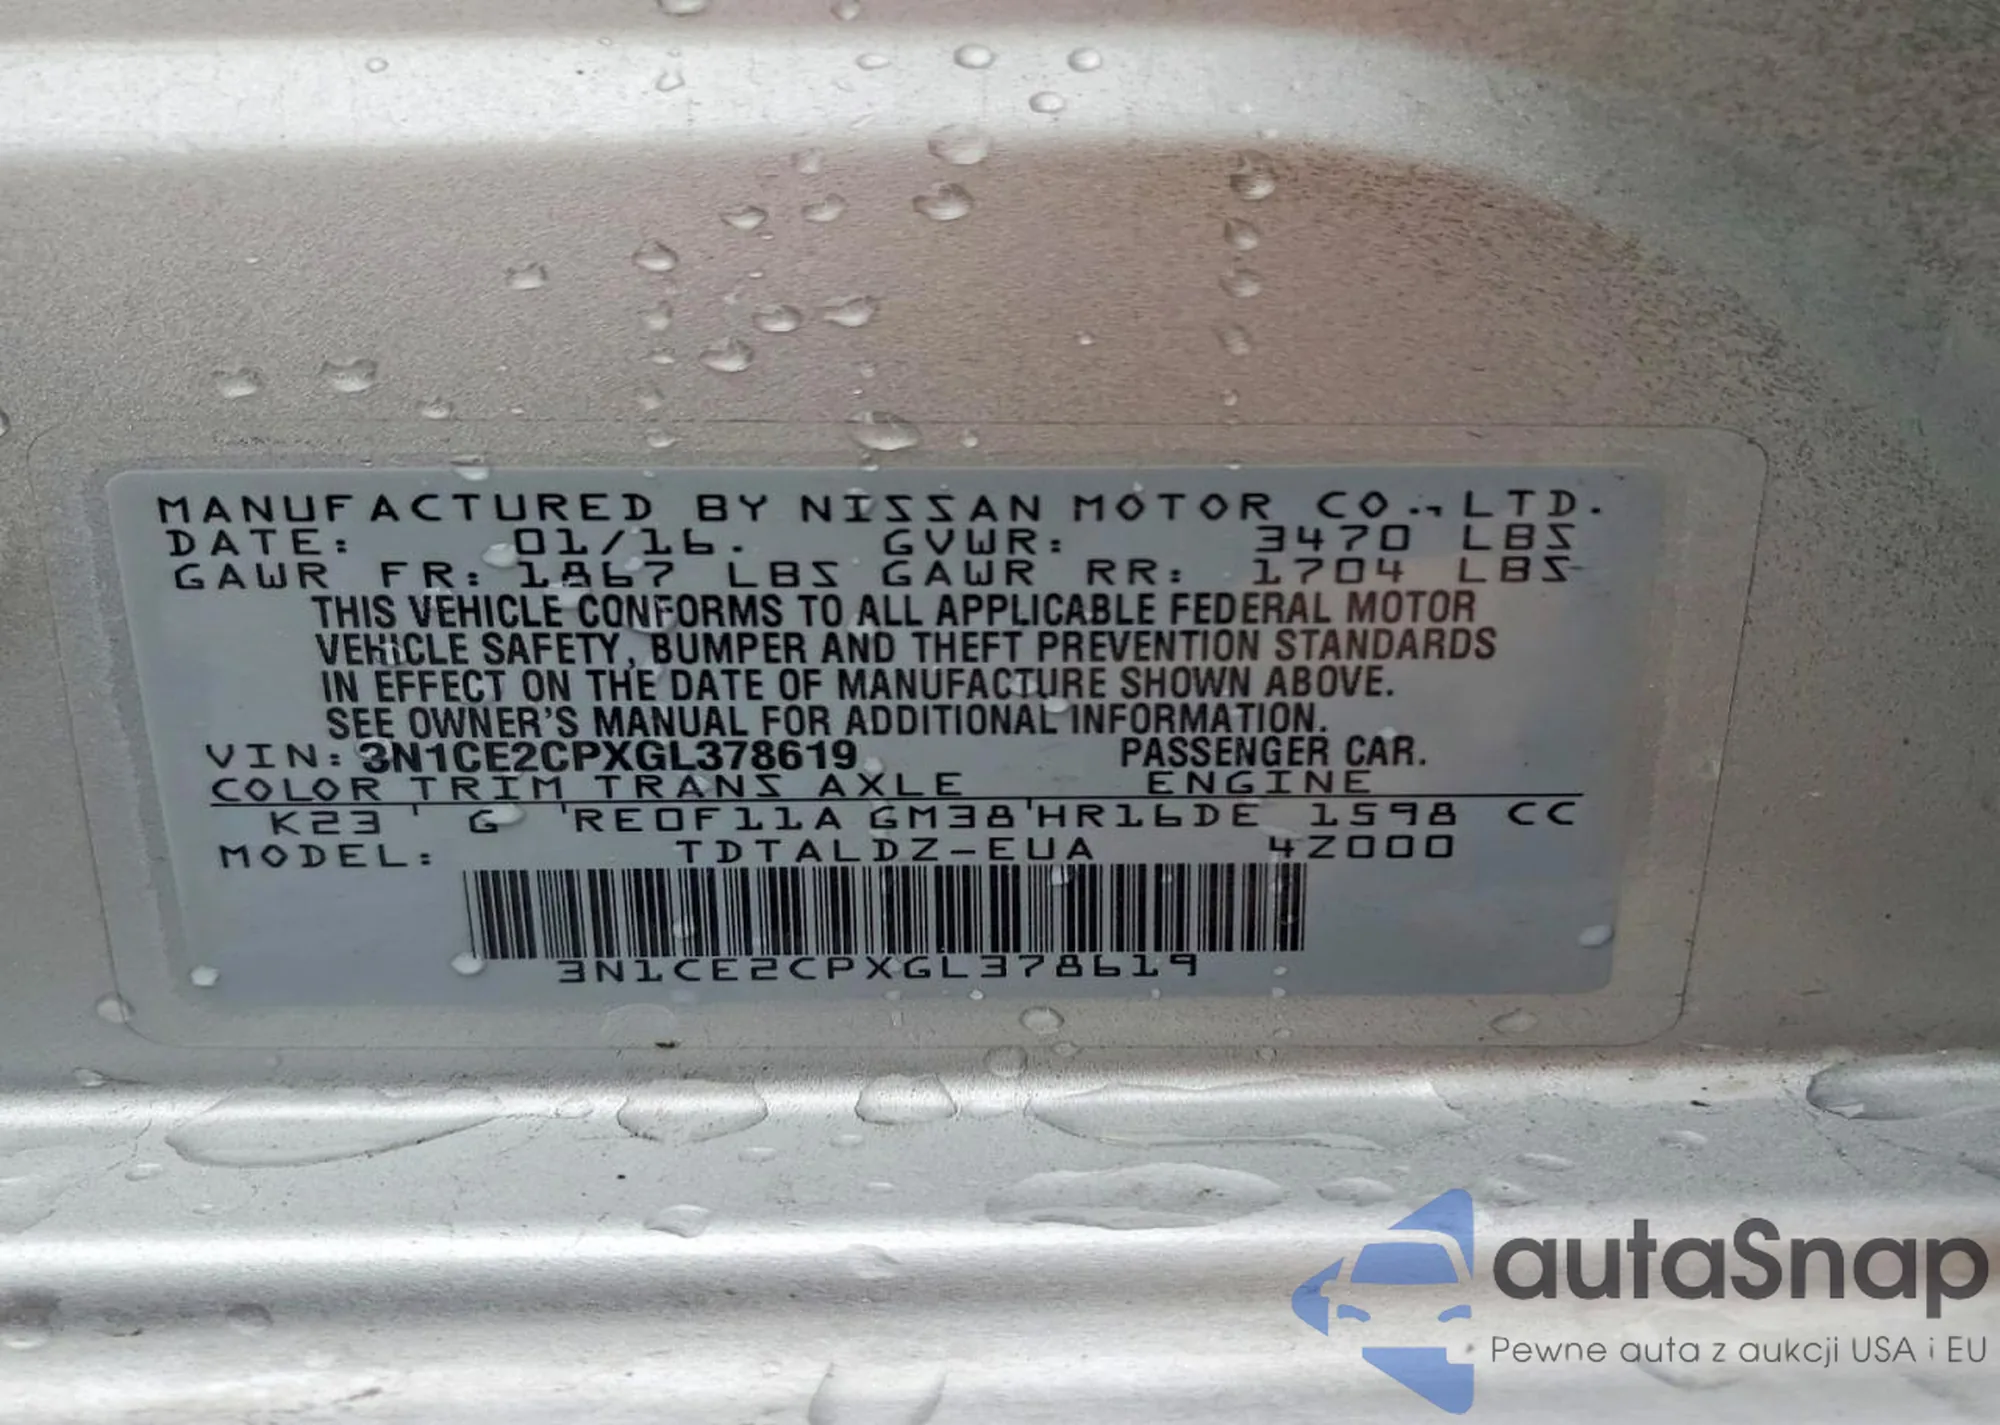 MANUFACTURED BY NISSAN MOTOR CO., LTD.
DATE: 01/16. GVWR: 3470 LBS
GAWR FR: 1867 LBS GAWR RR: 1704 LBS
THIS VEHICLE CONFORMS TO ALL APPLICABLE FEDERAL MOTOR
VEHICLE SAFETY, BUMPER AND THEFT PREVENTION STANDARDS
IN EFFECT ON THE DATE OF MANUFACTURE SHOWN ABOVE.
SEE OWNER'S MANUAL FOR ADDITIONAL INFORMATION.
VIN: 3N1CE2CPXGL378619 PASSENGER CAR.
COLOR TRIM TRANS AXLE ENGINE
K23 ' G 'RE0F11A GM38'HR16DE 1598 CC
MODEL: TDTALDZ-EUA 4Z000
3N1CE2CPXGL378619
autaSnap
Pewne auta z aukcji USA i EU